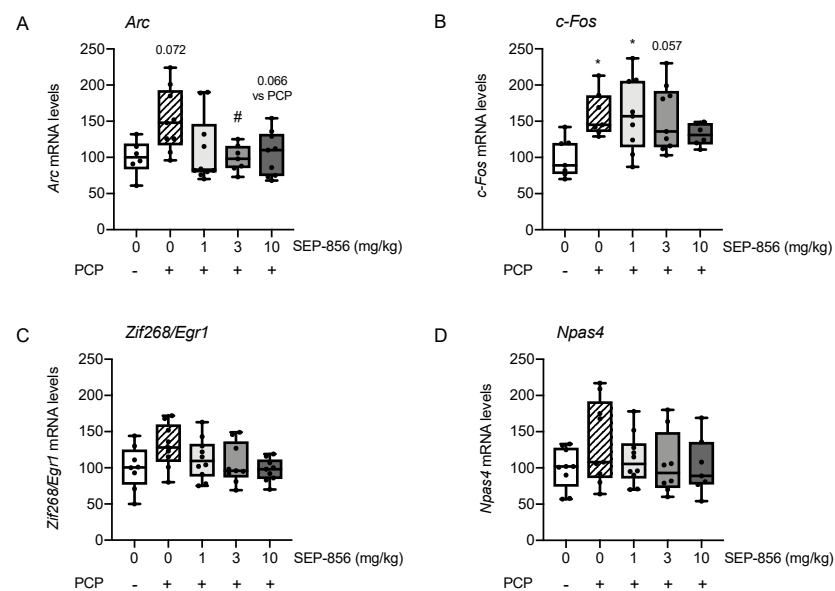 A
Arc
Arc mRNA levels
250
200
150
100
50
0
0.072
#
0.066
vs PCP
0 0 1 3 10 SEP-856 (mg/kg)
PCP - + + + +
B
c-Fos
c-Fos mRNA levels
250
200
150
100
50
0
*
*
0.057
0 0 1 3 10 SEP-856 (mg/kg)
PCP - + + + +
C
Zif268/Egr1
Zif268/Egr1 mRNA levels
250
200
150
100
50
0
0 0 1 3 10 SEP-856 (mg/kg)
PCP - + + + +
D
Npas4
Npas4 mRNA levels
250
200
150
100
50
0
0 0 1 3 10 SEP-856 (mg/kg)
PCP - + + + +